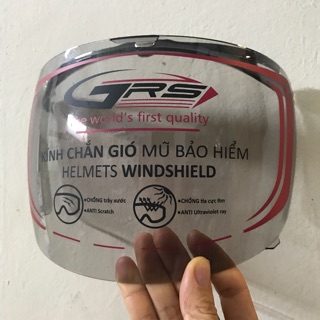 GRS
the world's first quality
KÍNH CHẮN GIÓ MŨ BẢO HIỂM
HELMETS WINDSHIELD
•CHỐNG trầy xước
•ANTI Scratch
•CHỐNG tia cực tím
•ANTI Ultraviolet ray